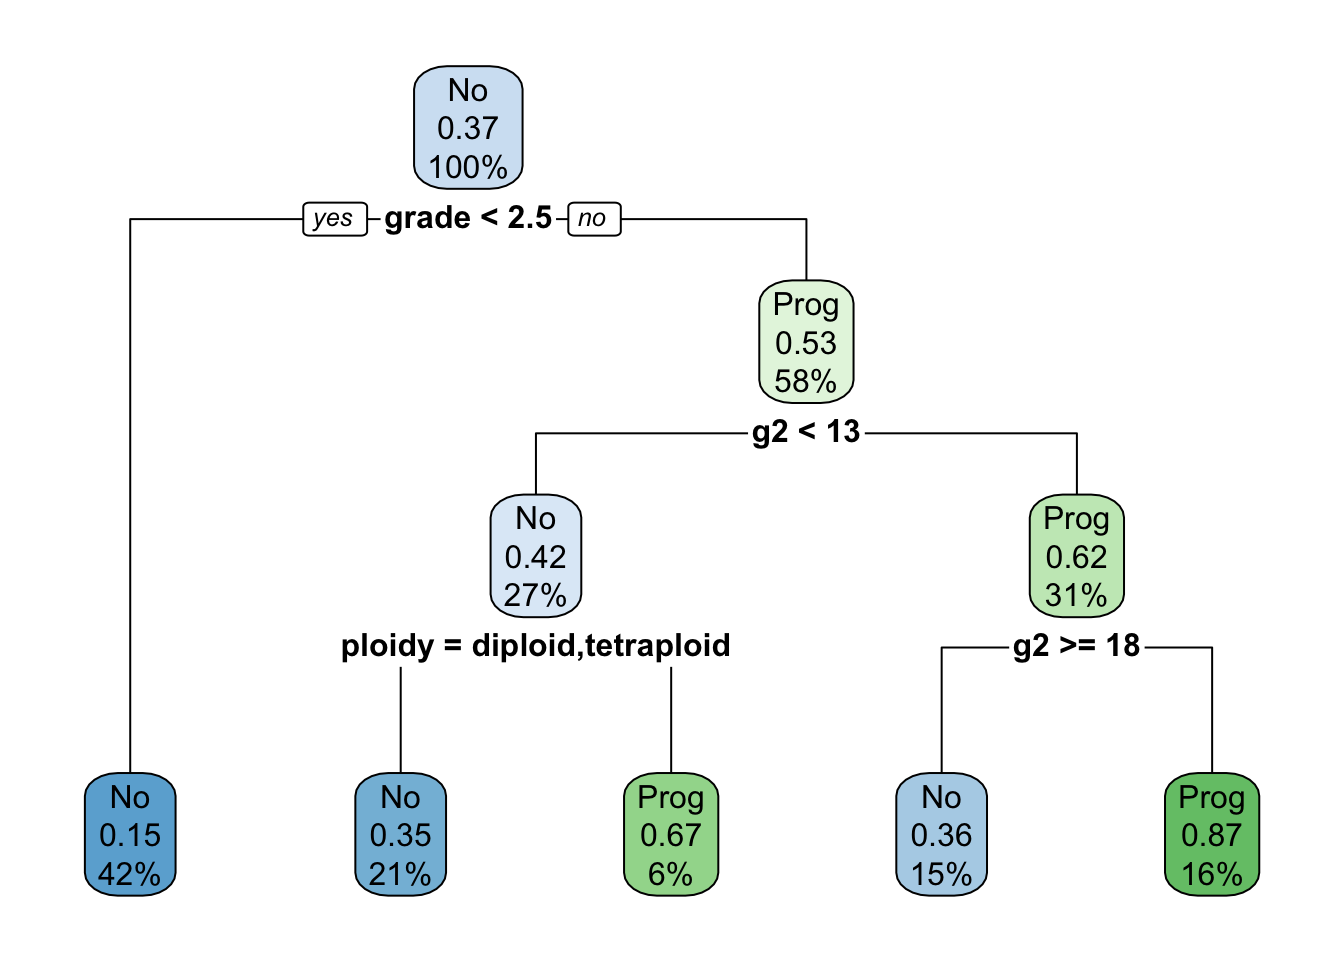 No
0.37
100%
yes grade < 2.5 no
Prog
0.53
58%
g2 < 13
No
0.42
27%
Prog
0.62
31%
ploidy = diploid,tetraploid
g2 >= 18
No
0.15
42%
No
0.35
21%
Prog
0.67
6%
No
0.36
15%
Prog
0.87
16%